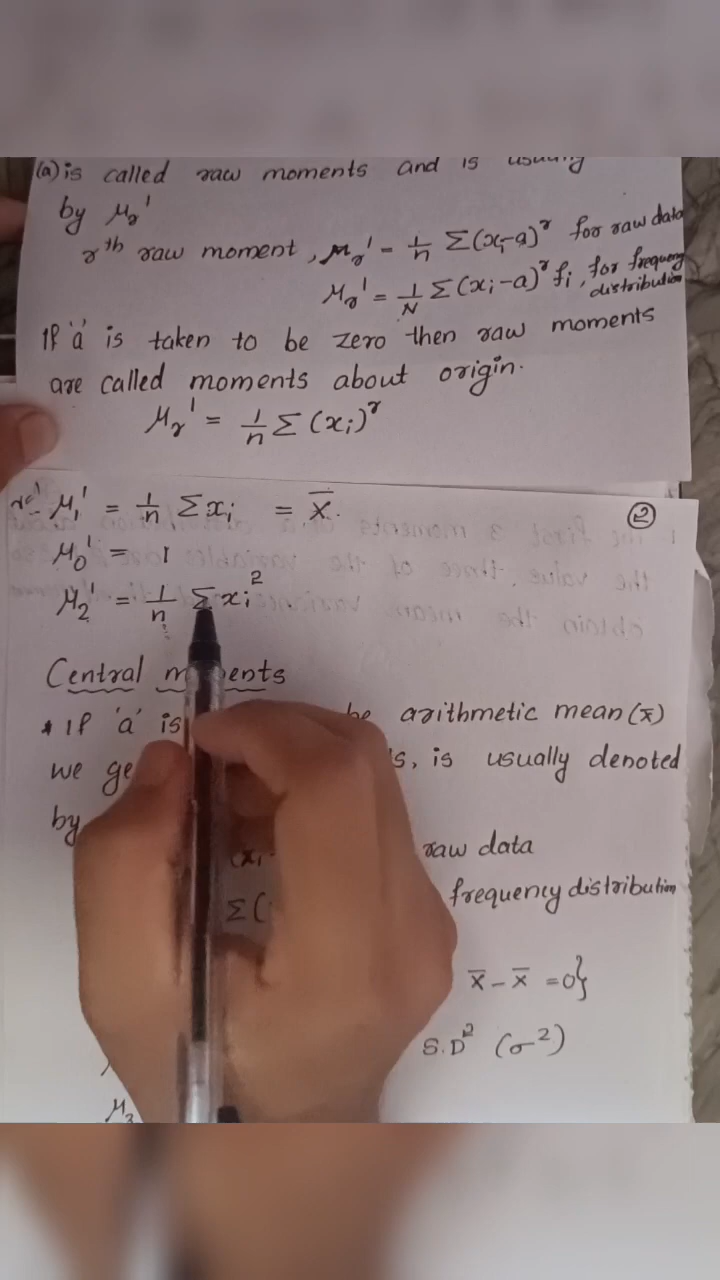 (a) is called raw moments and is
by μr'
rth raw moment, μr' = 1/n Σ(xi-a)^r for raw data
μr' = 1/N Σ(xi-a)^r fi, for frequency distribution
If 'a' is taken to be zero then raw moments
are called moments about origin.
μr' = 1/n Σ(xi)^r
②
μ1' = 1/n Σxi = x̄.
μ0' = 1
μ2' = 1/n Σxi²
Central
* If 'a' is arithmetic mean (x̄)
we is usually denoted
by
raw data
Σ( frequency distribution
x̄ - x̄ = 0}
S.D² (σ²)